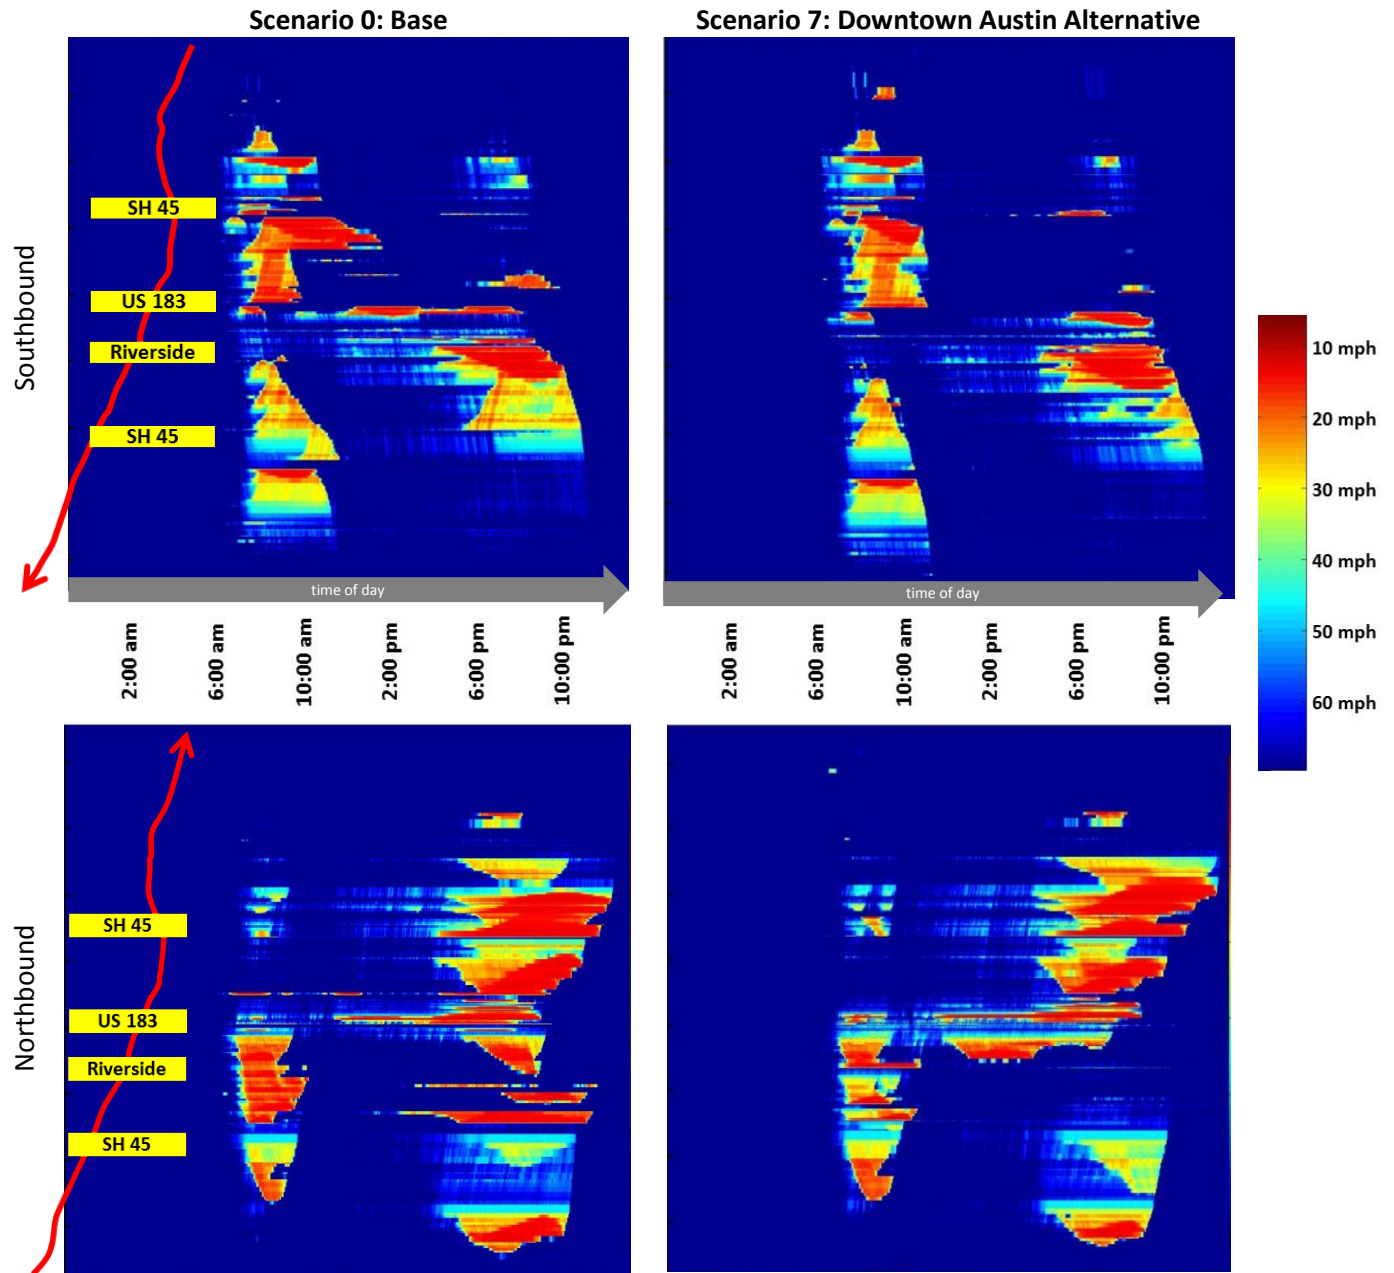 Scenario 0: Base
Scenario 7: Downtown Austin Alternative
Southbound
SH 45
US 183
Riverside
SH 45
time of day
time of day
2:00 am
6:00 am
10:00 am
2:00 pm
6:00 pm
10:00 pm
2:00 am
6:00 am
10:00 am
2:00 pm
6:00 pm
10:00 pm
10 mph
20 mph
30 mph
40 mph
50 mph
60 mph
Northbound
SH 45
US 183
Riverside
SH 45